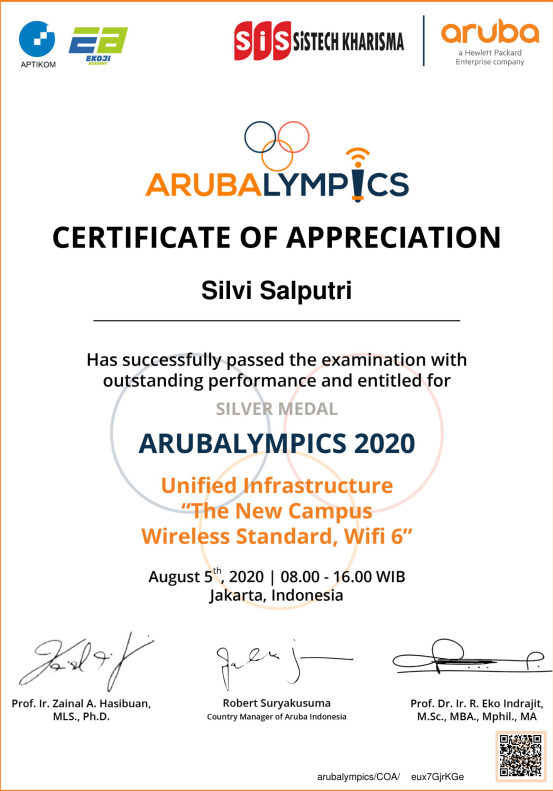 APTIKOM
EA
EKOJI
ACADEMY
SiS SiSTECH KHARISMA
aruba
a Hewlett Packard
Enterprise company
ARUBALYMPICS
CERTIFICATE OF APPRECIATION
Silvi Salputri
Has successfully passed the examination with
outstanding performance and entitled for
SILVER MEDAL
ARUBALYMPICS 2020
Unified Infrastructure
“The New Campus
Wireless Standard, Wifi 6”
August 5th, 2020 | 08.00 - 16.00 WIB
Jakarta, Indonesia
Prof. Ir. Zainal A. Hasibuan,
MLS., Ph.D.
Robert Suryakusuma
Country Manager of Aruba Indonesia
Prof. Dr. Ir. R. Eko Indrajit,
M.Sc., MBA., Mphil., MA
arubalympics/COA/ eux7GjrKGe